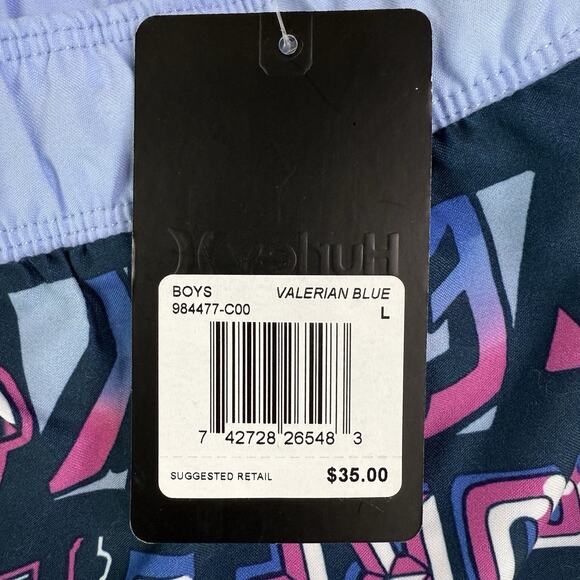 Hurley
BOYS VALERIAN BLUE
984477-C00 L
7 42728 26548 3
SUGGESTED RETAIL $35.00